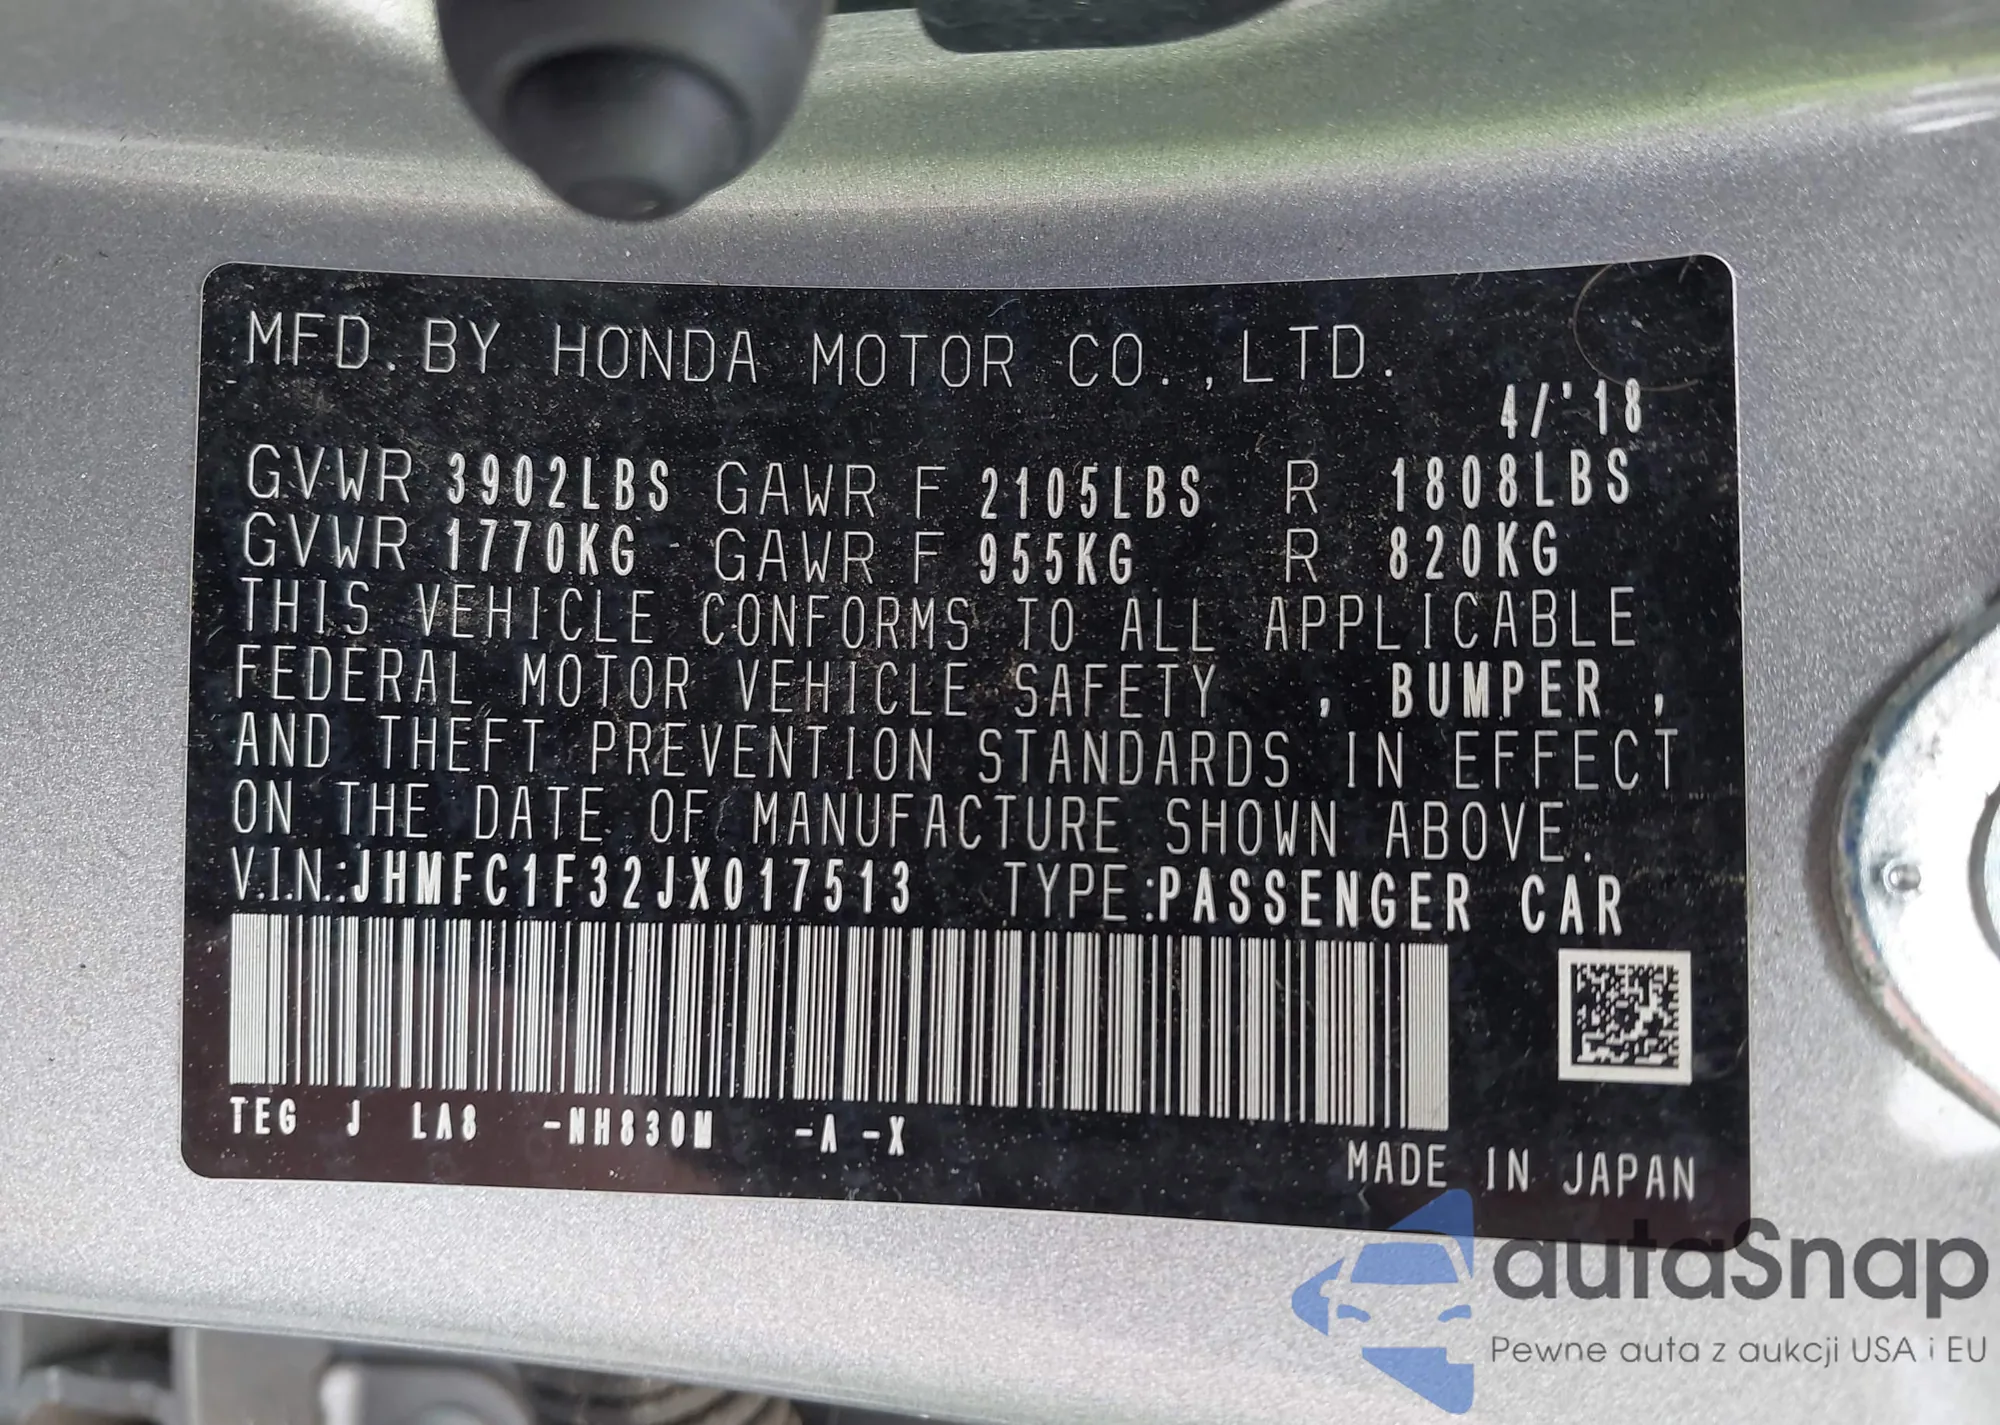 MFD. BY HONDA MOTOR CO.,LTD.
4/'18
GVWR 3902LBS GAWR F 2105LBS R 1808LBS
GVWR 1770KG GAWR F 955KG R 820KG
THIS VEHICLE CONFORMS TO ALL APPLICABLE
FEDERAL MOTOR VEHICLE SAFETY , BUMPER ,
AND THEFT PREVENTION STANDARDS IN EFFECT
ON THE DATE OF MANUFACTURE SHOWN ABOVE.
V.I.N.:JHMFC1F32JX017513 TYPE:PASSENGER CAR
TEG J LA8 -NH830M -A -X
MADE IN JAPAN
autaSnap
Pewne auta z aukcji USA i EU